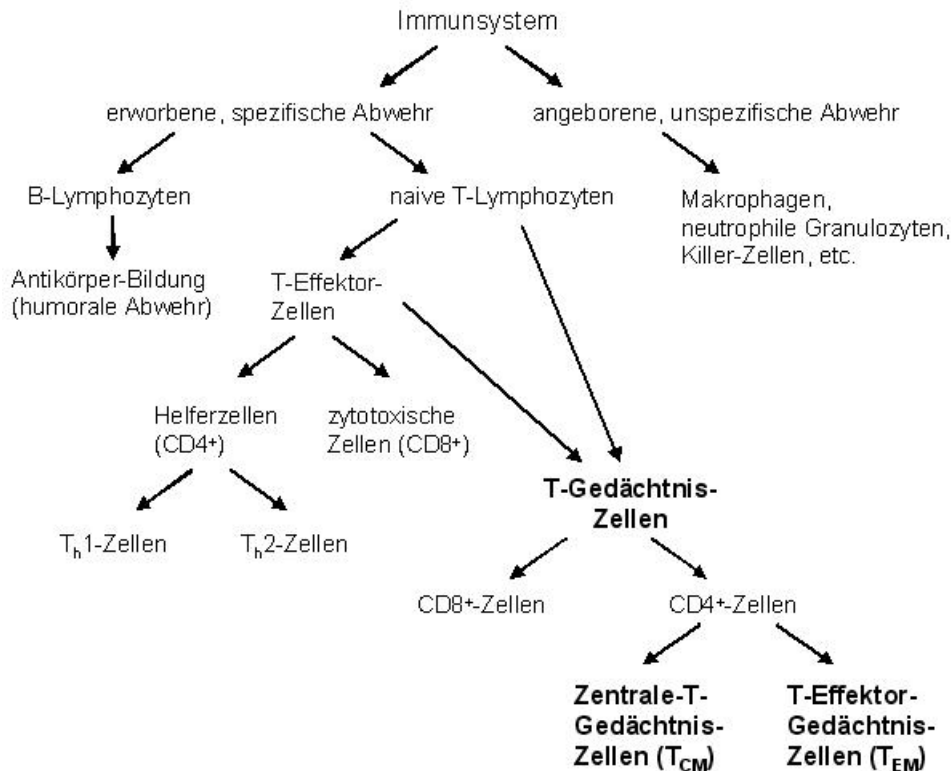 Immunsystem
erworbene, spezifische Abwehr
angeborene, unspezifische Abwehr
B-Lymphozyten
naive T-Lymphozyten
Makrophagen,
neutrophile Granulozyten,
Killer-Zellen, etc.
Antikörper-Bildung
(humorale Abwehr)
T-Effektor-
Zellen
Helferzellen
(CD4⁺)
zytotoxische
Zellen (CD8⁺)
T-Gedächtnis-
Zellen
Tₕ1-Zellen
Tₕ2-Zellen
CD8⁺-Zellen
CD4⁺-Zellen
Zentrale-T-
Gedächtnis-
Zellen (T_CM)
T-Effektor-
Gedächtnis-
Zellen (T_EM)